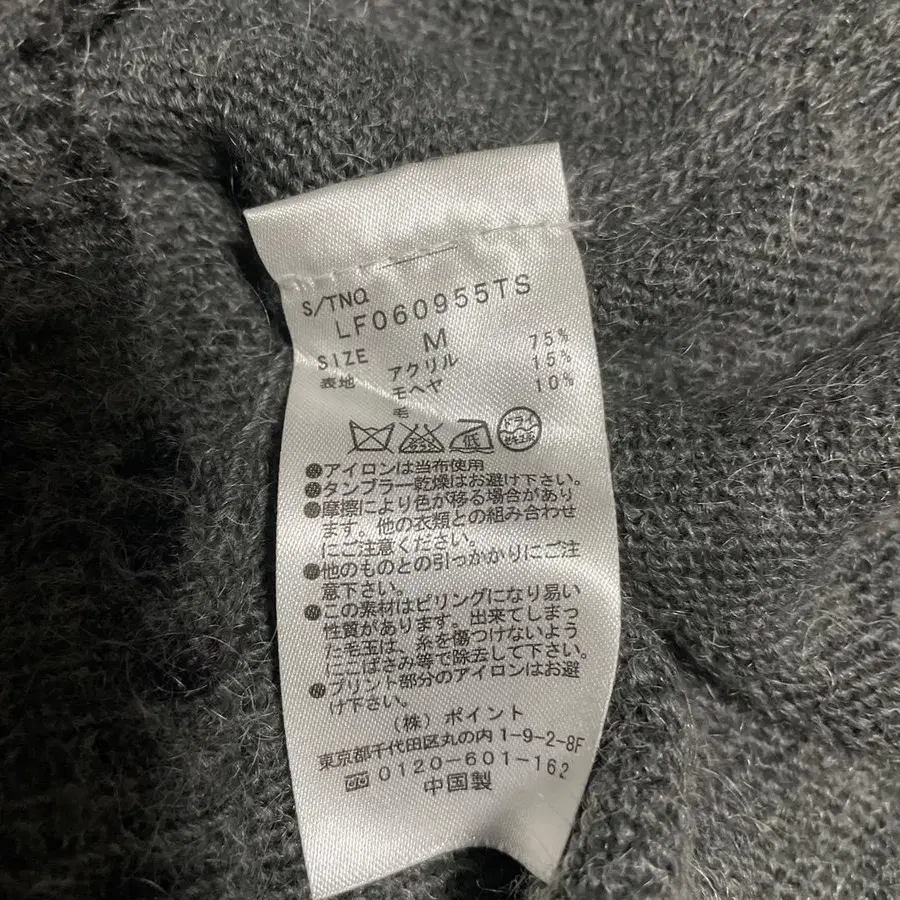 S/TNQ
LF060955TS
SIZE M
表地 アクリル 75%
モヘヤ 15%
毛 10%
低 ドライ
アイロンは当布使用
タンブラー乾燥はお避け下さい。
摩擦により色が移る場合があり
ます。他の衣類との組み合わせ
にご注意ください。
他のものとの引っかかりにご注
意下さい。
この素材はピリングになり易い
性質があります。出来てしまっ
た毛玉は、糸を傷つけないよう
ににぎりばさみ等で除去して下さい。
プリント部分のアイロンはお避
け下さい。
(株)ポイント
東京都千代田区丸の内1-9-2-8F
0120-601-162
中国製